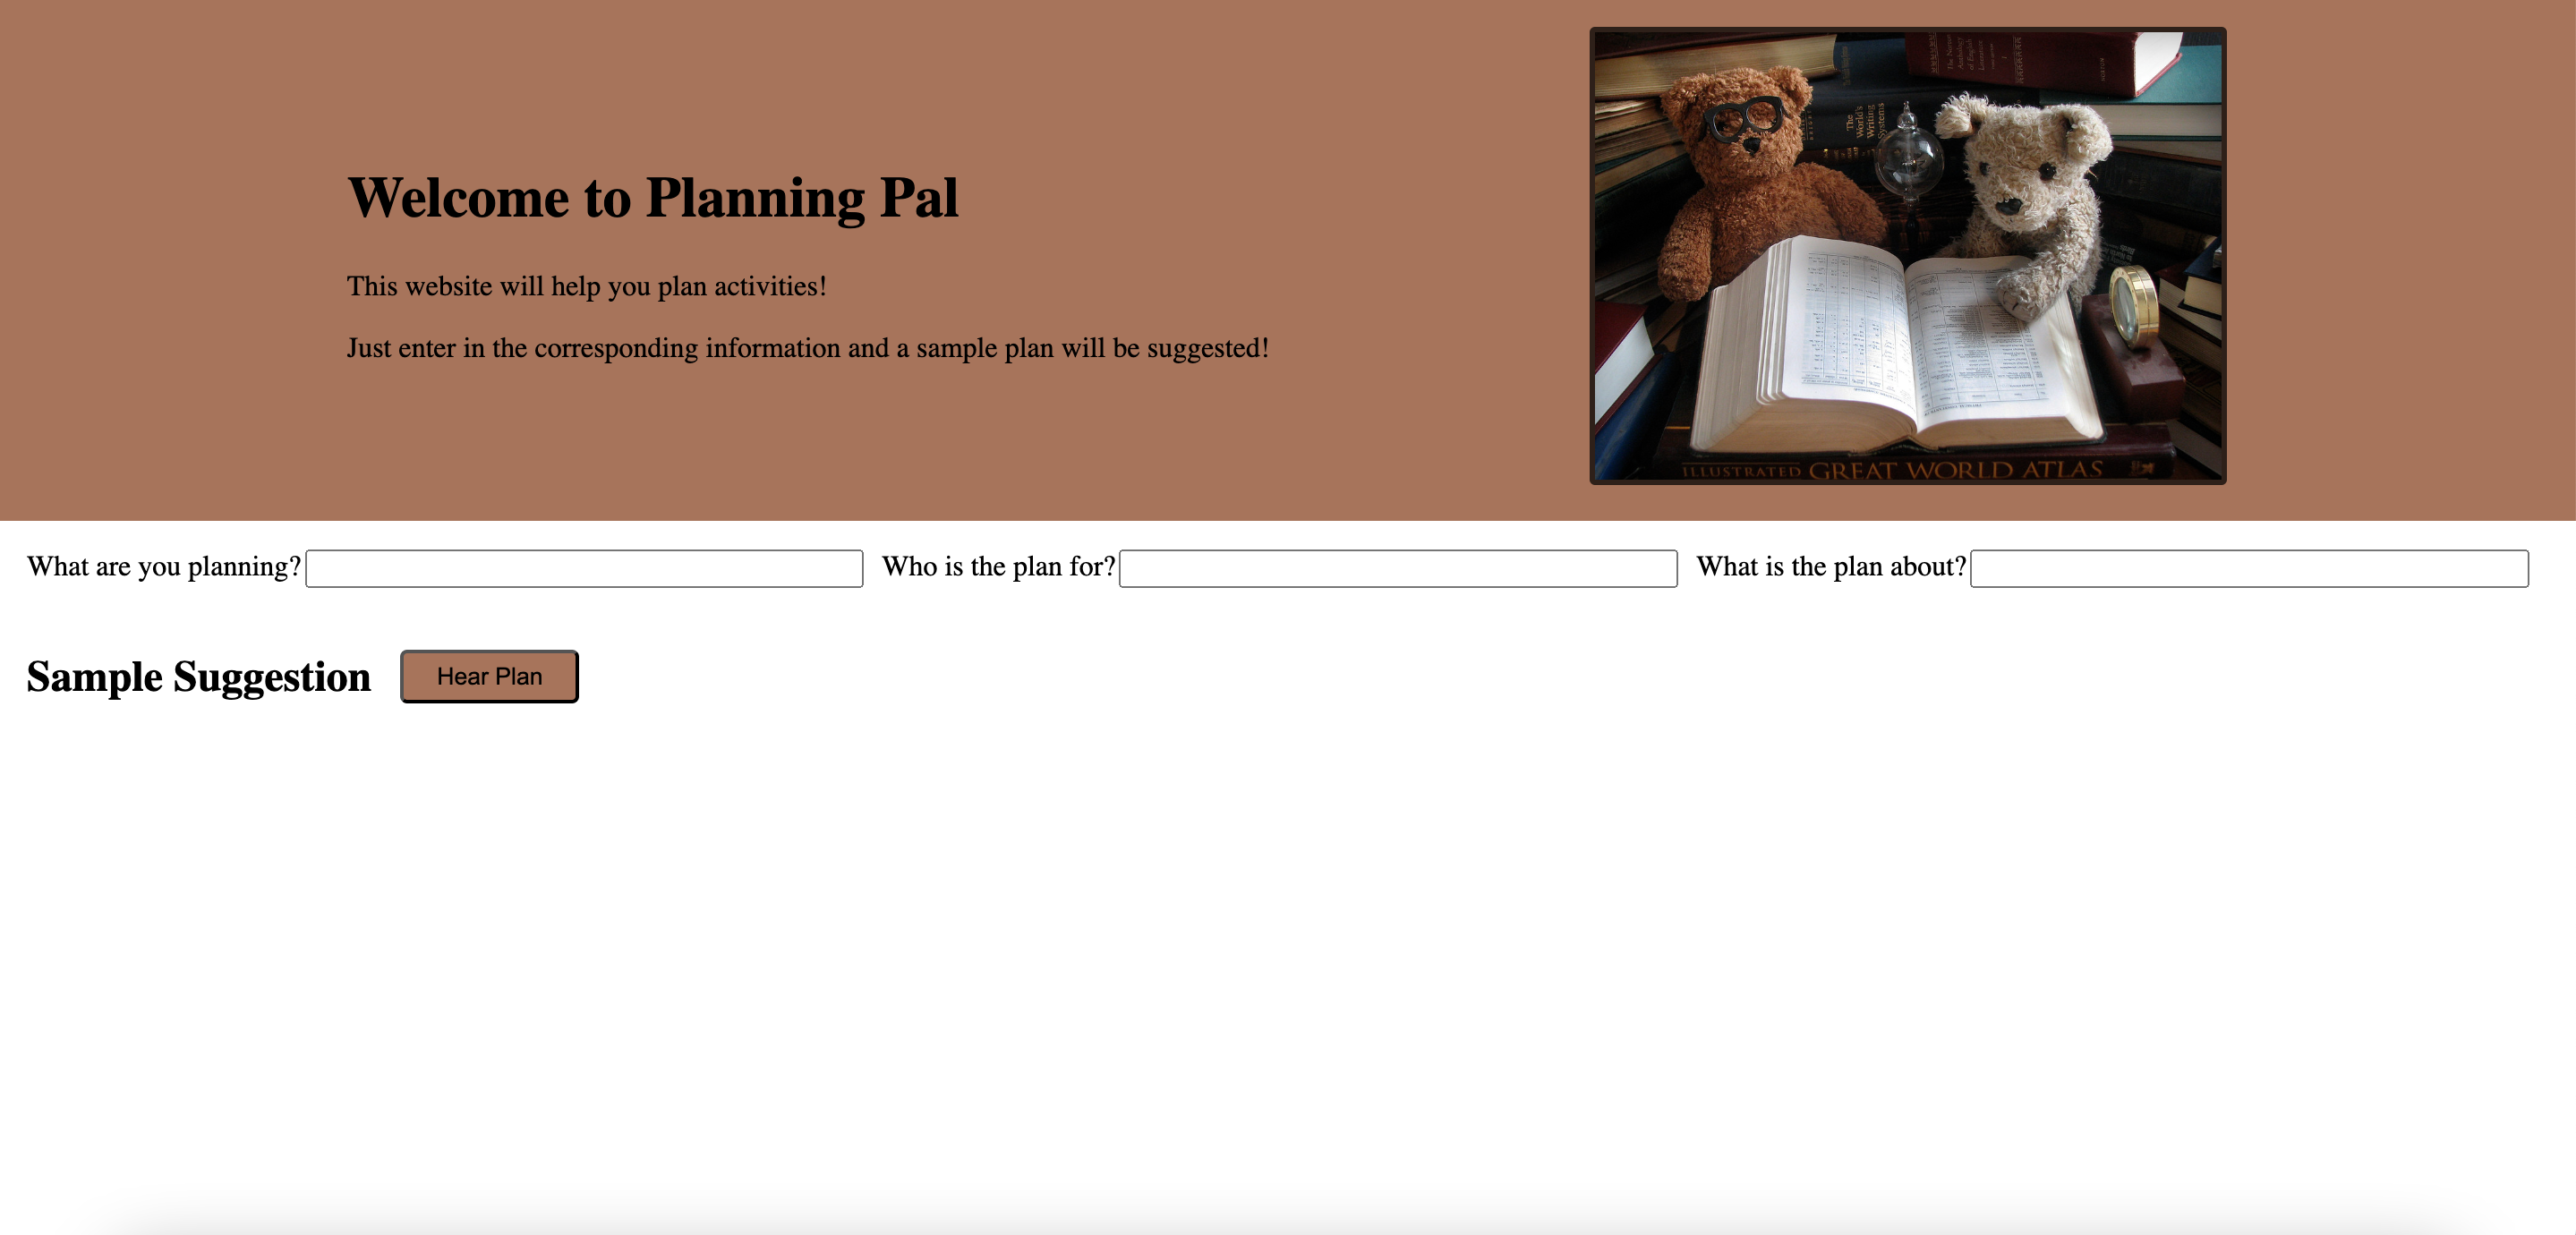 Welcome to Planning Pal
This website will help you plan activities!
Just enter in the corresponding information and a sample plan will be suggested!
The
World's
Writing
Systems
ILLUSTRATED GREAT WORLD ATLAS
What are you planning?
Who is the plan for?
What is the plan about?
Sample Suggestion
Hear Plan